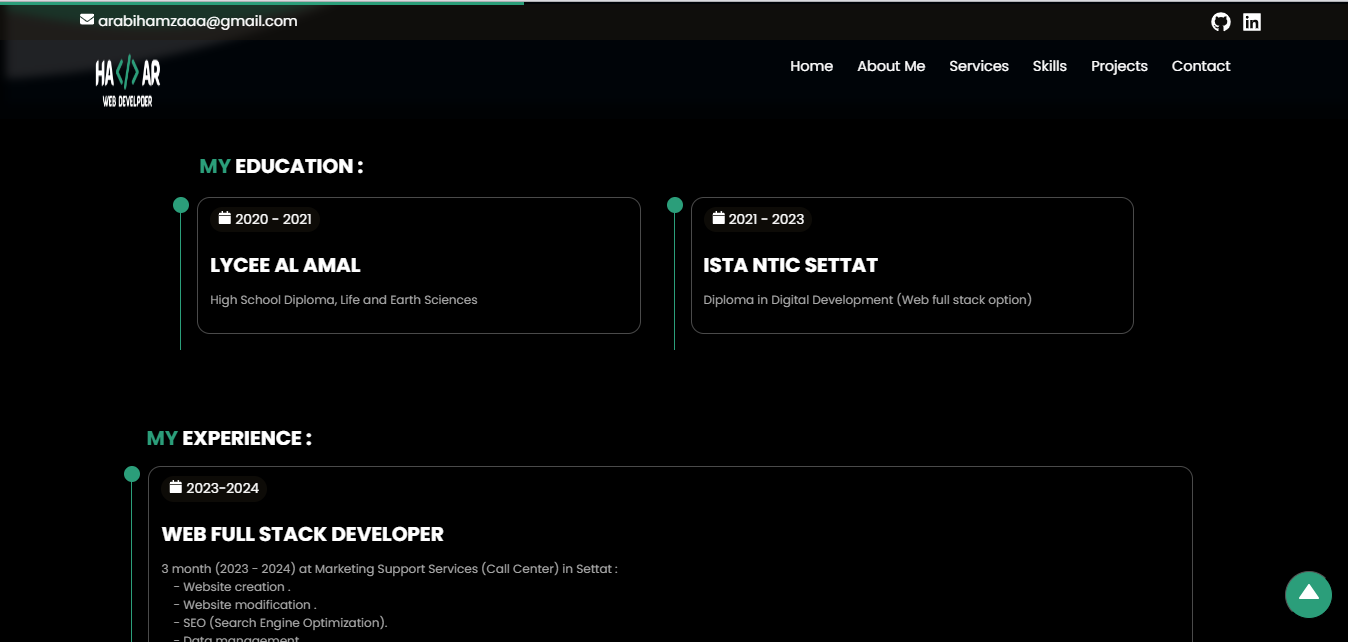 arabihamzaaa@gmail.com
HA</>AR
WEB DEVELPOER
Home About Me Services Skills Projects Contact
MY EDUCATION :
2020 - 2021
LYCEE AL AMAL
High School Diploma, Life and Earth Sciences
2021 - 2023
ISTA NTIC SETTAT
Diploma in Digital Development (Web full stack option)
MY EXPERIENCE :
2023-2024
WEB FULL STACK DEVELOPER
3 month (2023 - 2024) at Marketing Support Services (Call Center) in Settat :
- Website creation .
- Website modification .
- SEO (Search Engine Optimization).
- Data management